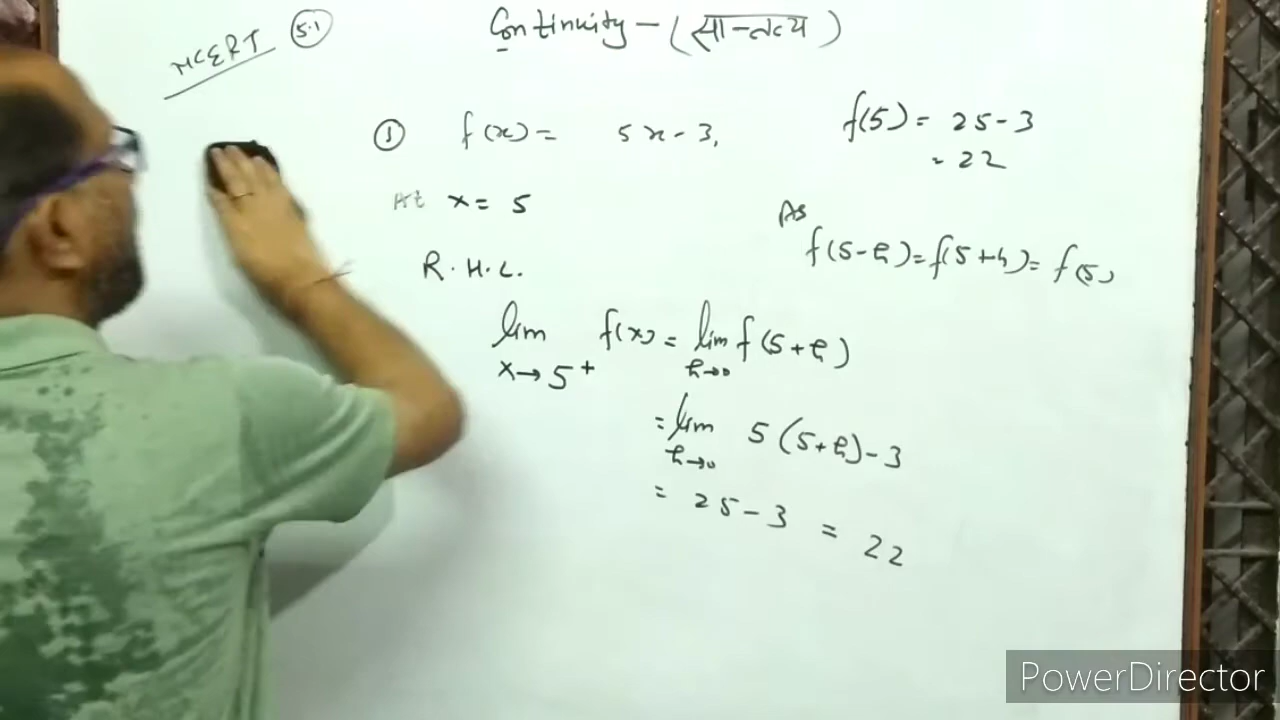 NCERT 5.1
Continuity - (सा-तत्य)
① f(x) = 5x - 3,
At x = 5
R.H.L.
lim x→5+ f(x) = lim h→0 f(5+h)
= lim h→0 5(5+h)-3
= 25-3 = 22
f(5) = 25-3
= 22
As
f(5-h) = f(5+h) = f(5)
PowerDirector